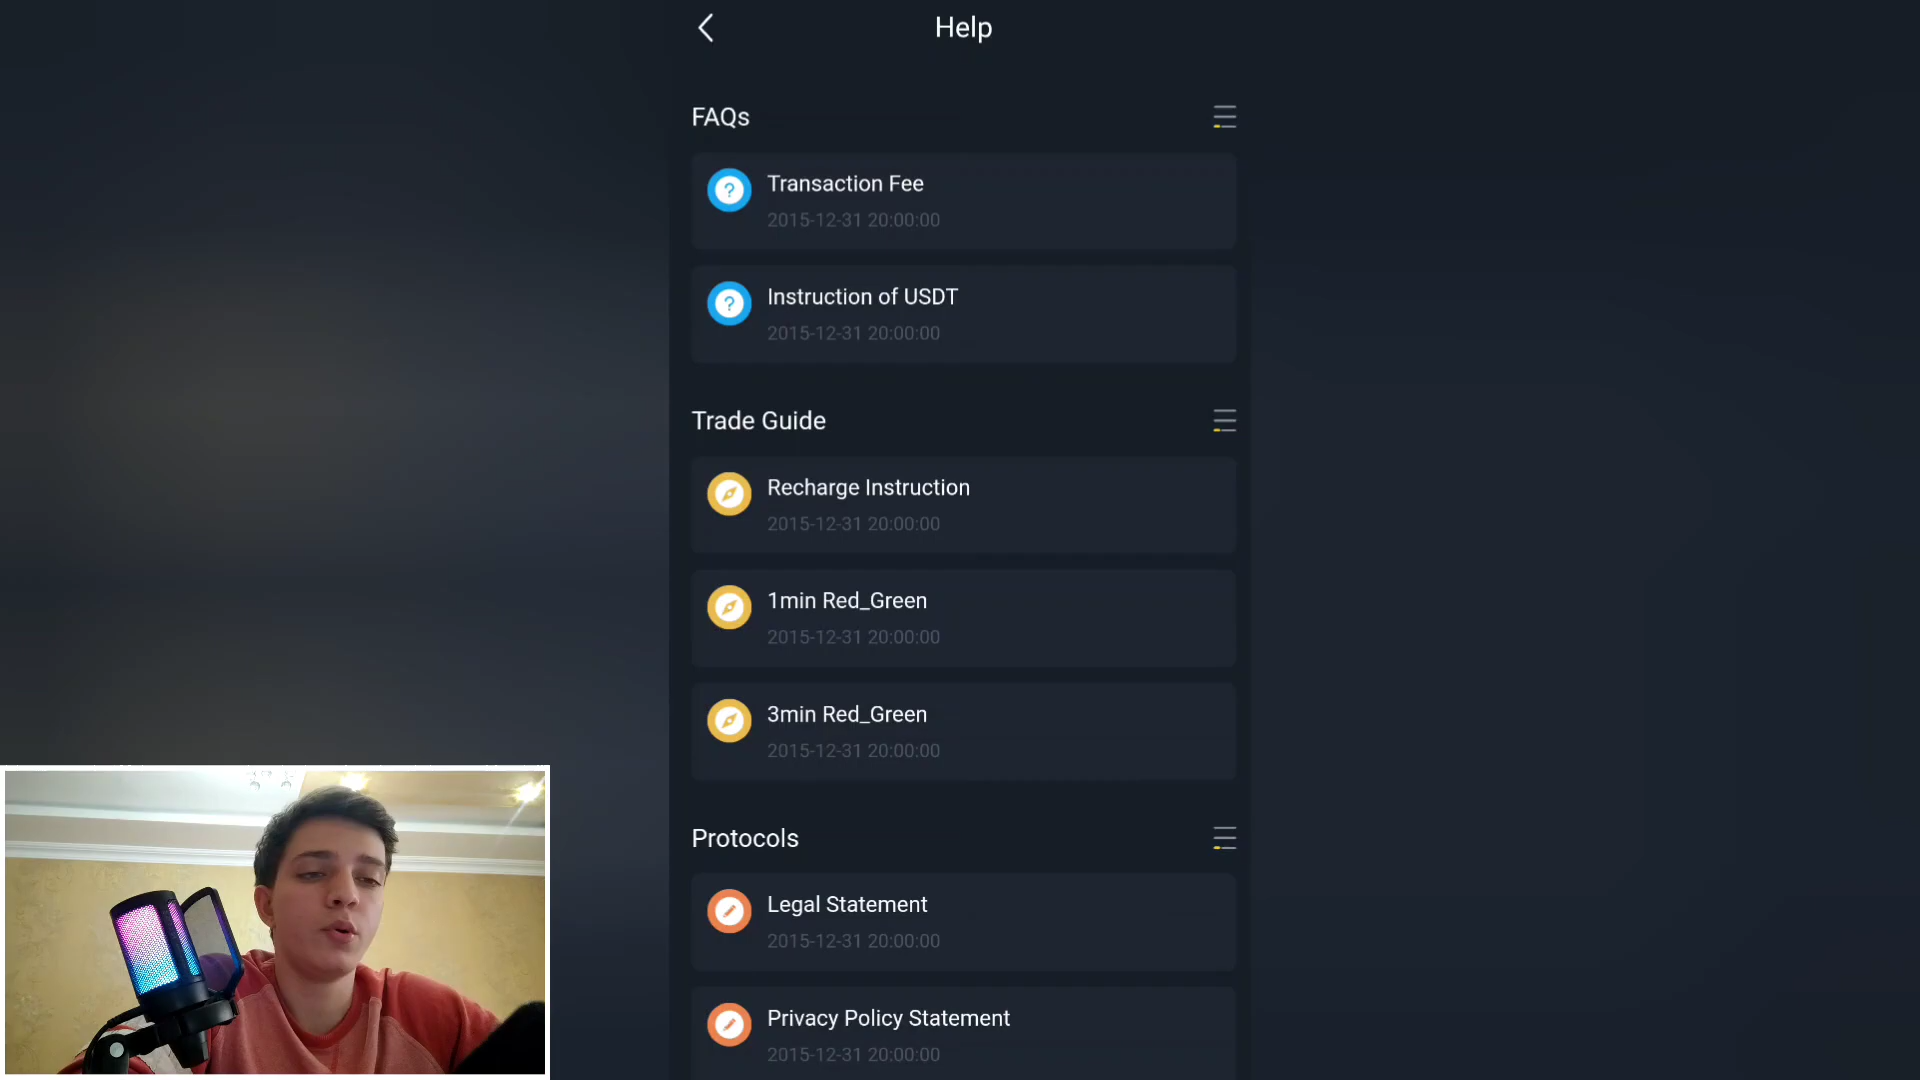 Help
FAQs
Transaction Fee
2015-12-31 20:00:00
Instruction of USDT
2015-12-31 20:00:00
Trade Guide
Recharge Instruction
2015-12-31 20:00:00
1min Red_Green
2015-12-31 20:00:00
3min Red_Green
2015-12-31 20:00:00
Protocols
Legal Statement
2015-12-31 20:00:00
Privacy Policy Statement
2015-12-31 20:00:00